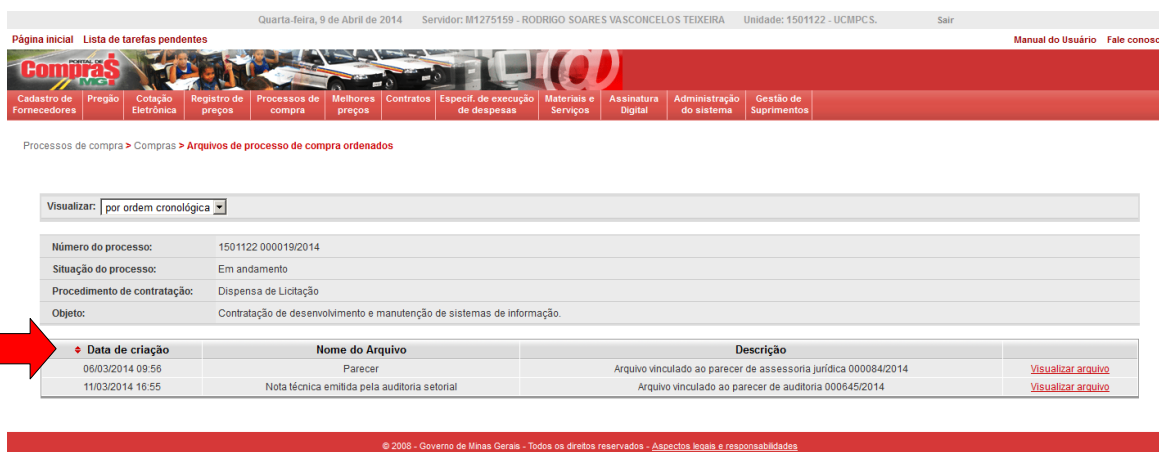 Quarta-feira, 9 de Abril de 2014 Servidor: M1275159 - RODRIGO SOARES VASCONCELOS TEIXEIRA Unidade: 1501122 - UCMPCS. Sair
Página inicial Lista de tarefas pendentes Manual do Usuário Fale conosc
PORTAL DE
Compra$
MG
Cadastro de Fornecedores Pregão Cotação Eletrônica Registro de preços Processos de compra Melhores preços Contratos Especif. de execução de despesas Materiais e Serviços Assinatura Digital Administração do sistema Gestão de Suprimentos
Processos de compra > Compras > Arquivos de processo de compra ordenados
Visualizar: por ordem cronológica
Número do processo: 1501122 000019/2014
Situação do processo: Em andamento
Procedimento de contratação: Dispensa de Licitação
Objeto: Contratação de desenvolvimento e manutenção de sistemas de informação.
Data de criação Nome do Arquivo Descrição
06/03/2014 09:56 Parecer Arquivo vinculado ao parecer de assessoria jurídica 000084/2014 Visualizar arquivo
11/03/2014 16:55 Nota técnica emitida pela auditoria setorial Arquivo vinculado ao parecer de auditoria 000645/2014 Visualizar arquivo
© 2008 - Governo de Minas Gerais - Todos os direitos reservados - Aspectos legais e responsabilidades